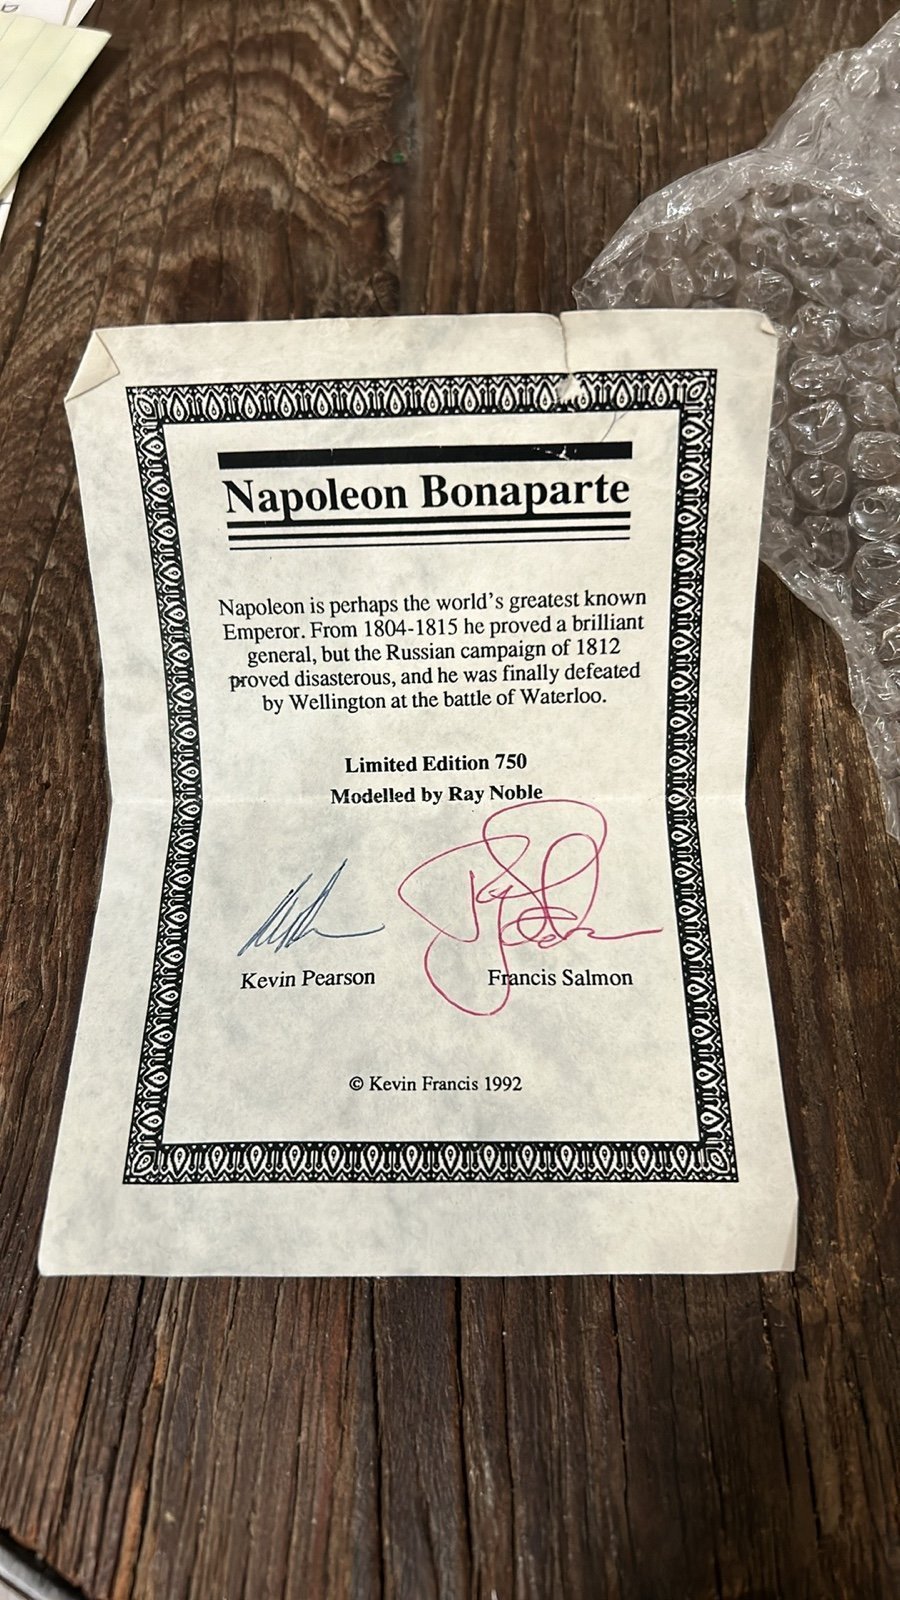 Napoleon Bonaparte
Napoleon is perhaps the world's greatest known
Emperor. From 1804-1815 he proved a brilliant
general, but the Russian campaign of 1812
proved disasterous, and he was finally defeated
by Wellington at the battle of Waterloo.
Limited Edition 750
Modelled by Ray Noble
Kevin Pearson
Francis Salmon
© Kevin Francis 1992